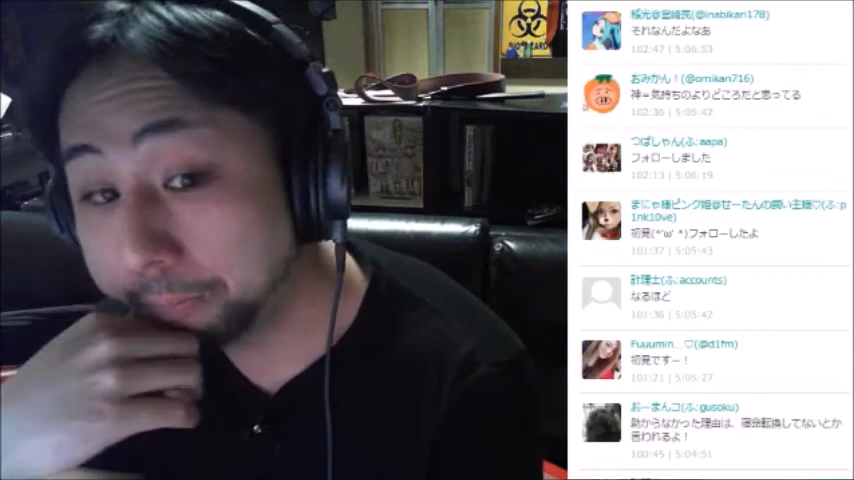 BIO HAZARD
稲光@宮崎民(@inabikari178)
それなんだよなあ
102:47 | 5:06:53
おみかん！(@omikan716)
神＝気持ちのよりどころだと思ってる
102:36 | 5:06:42
つばしゃん(ふ:aapa)
フォローしました
102:13 | 5:06:19
まにゃ様ピンク姫@せーたんの飼い主様♡(ふ:p
1nk10ve)
初見(*'ω' *)フォローしたよ
101:37 | 5:05:43
計理士(ふ:accounts)
なるほど
101:36 | 5:05:42
Fuuumin...♡(@d1fm)
初見ですー！
101:21 | 5:05:27
おーまんコ(ふ:gusoku)
助からなかった理由は、宿命転換してないとか
言われるよ！
100:45 | 5:04:51